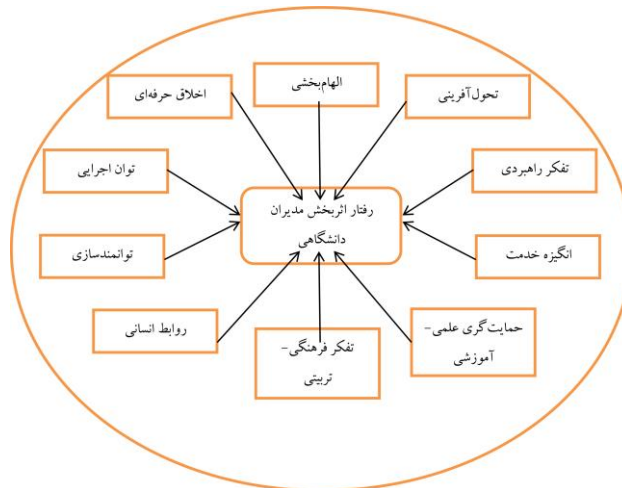 الهام‌بخشی
تحول‌آفرینی
اخلاق حرفه‌ای
تفکر راهبردی
توان اجرایی
رفتار اثربخش مدیران
دانشگاهی
انگیزه خدمت
توانمندسازی
حمایت‌گری علمی-
آموزشی
روابط انسانی
تفکر فرهنگی-
تربیتی